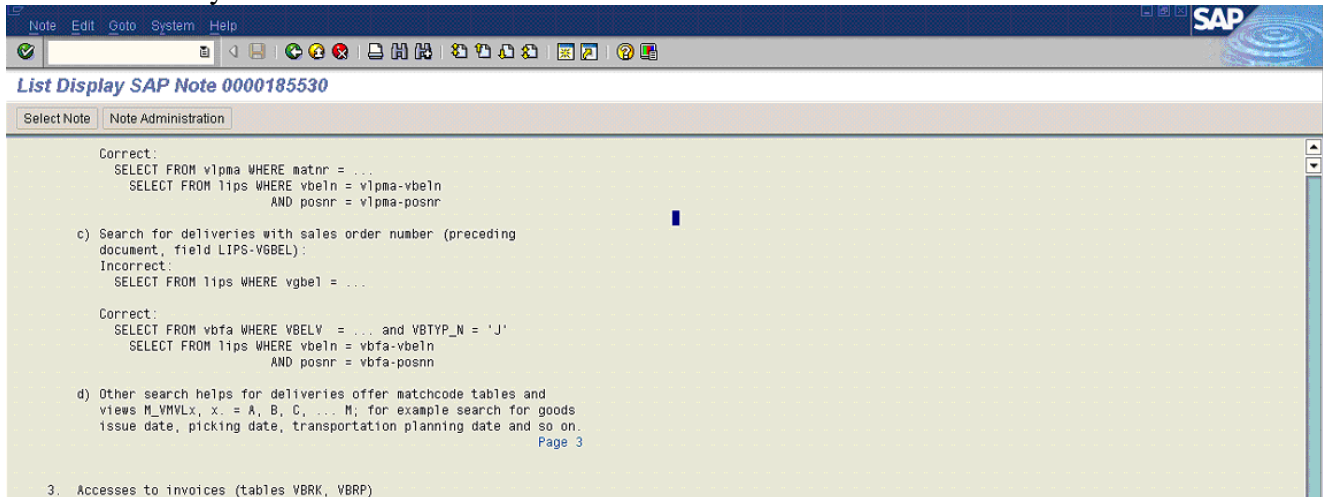 Note Edit Goto System Help
SAP
List Display SAP Note 0000185530
Select Note Note Administration
Correct:
SELECT FROM vlpma WHERE matnr = ...
SELECT FROM lips WHERE vbeln = vlpma-vbeln
AND posnr = vlpma-posnr
c) Search for deliveries with sales order number (preceding
document, field LIPS-VGBEL):
Incorrect:
SELECT FROM lips WHERE vgbel = ...
Correct:
SELECT FROM vbfa WHERE VBELV = ... and VBTYP_N = 'J'
SELECT FROM lips WHERE vbeln = vbfa-vbeln
AND posnr = vbfa-posnn
d) Other search helps for deliveries offer matchcode tables and
views M_VMVLx, x. = A, B, C, ... M; for example search for goods
issue date, picking date, transportation planning date and so on.
Page 3
3. Accesses to invoices (tables VBRK, VBRP)